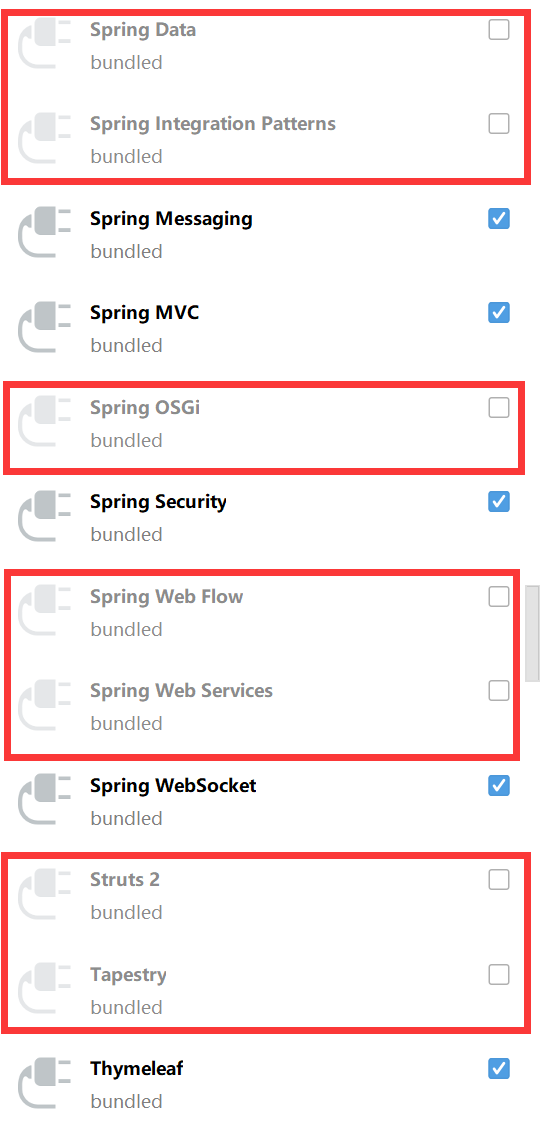 Spring Data
bundled
Spring Integration Patterns
bundled
Spring Messaging
bundled
Spring MVC
bundled
Spring OSGi
bundled
Spring Security
bundled
Spring Web Flow
bundled
Spring Web Services
bundled
Spring WebSocket
bundled
Struts 2
bundled
Tapestry
bundled
Thymeleaf
bundled